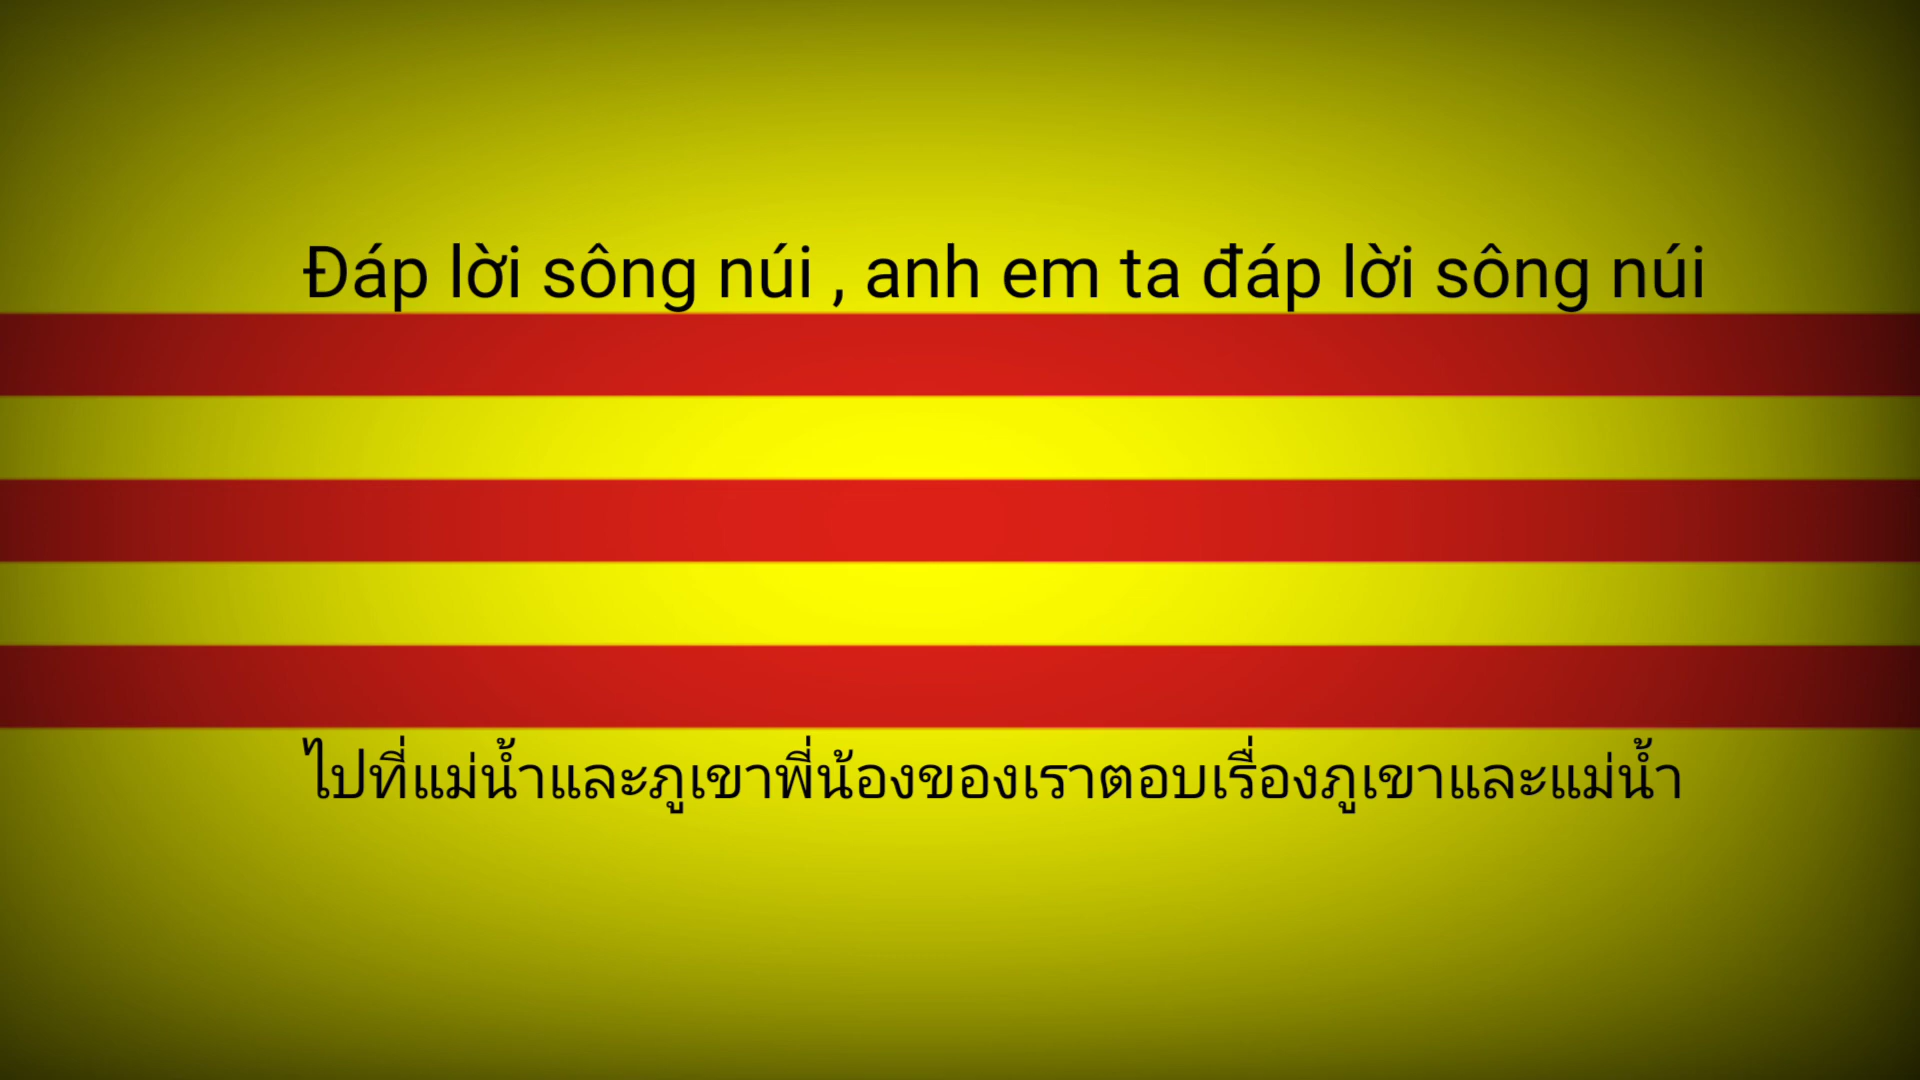 Đáp lời sông núi , anh em ta đáp lời sông núi
ไปที่แม่น้ำและภูเขาพี่น้องของเราตอบเรื่องภูเขาและแม่น้ำ